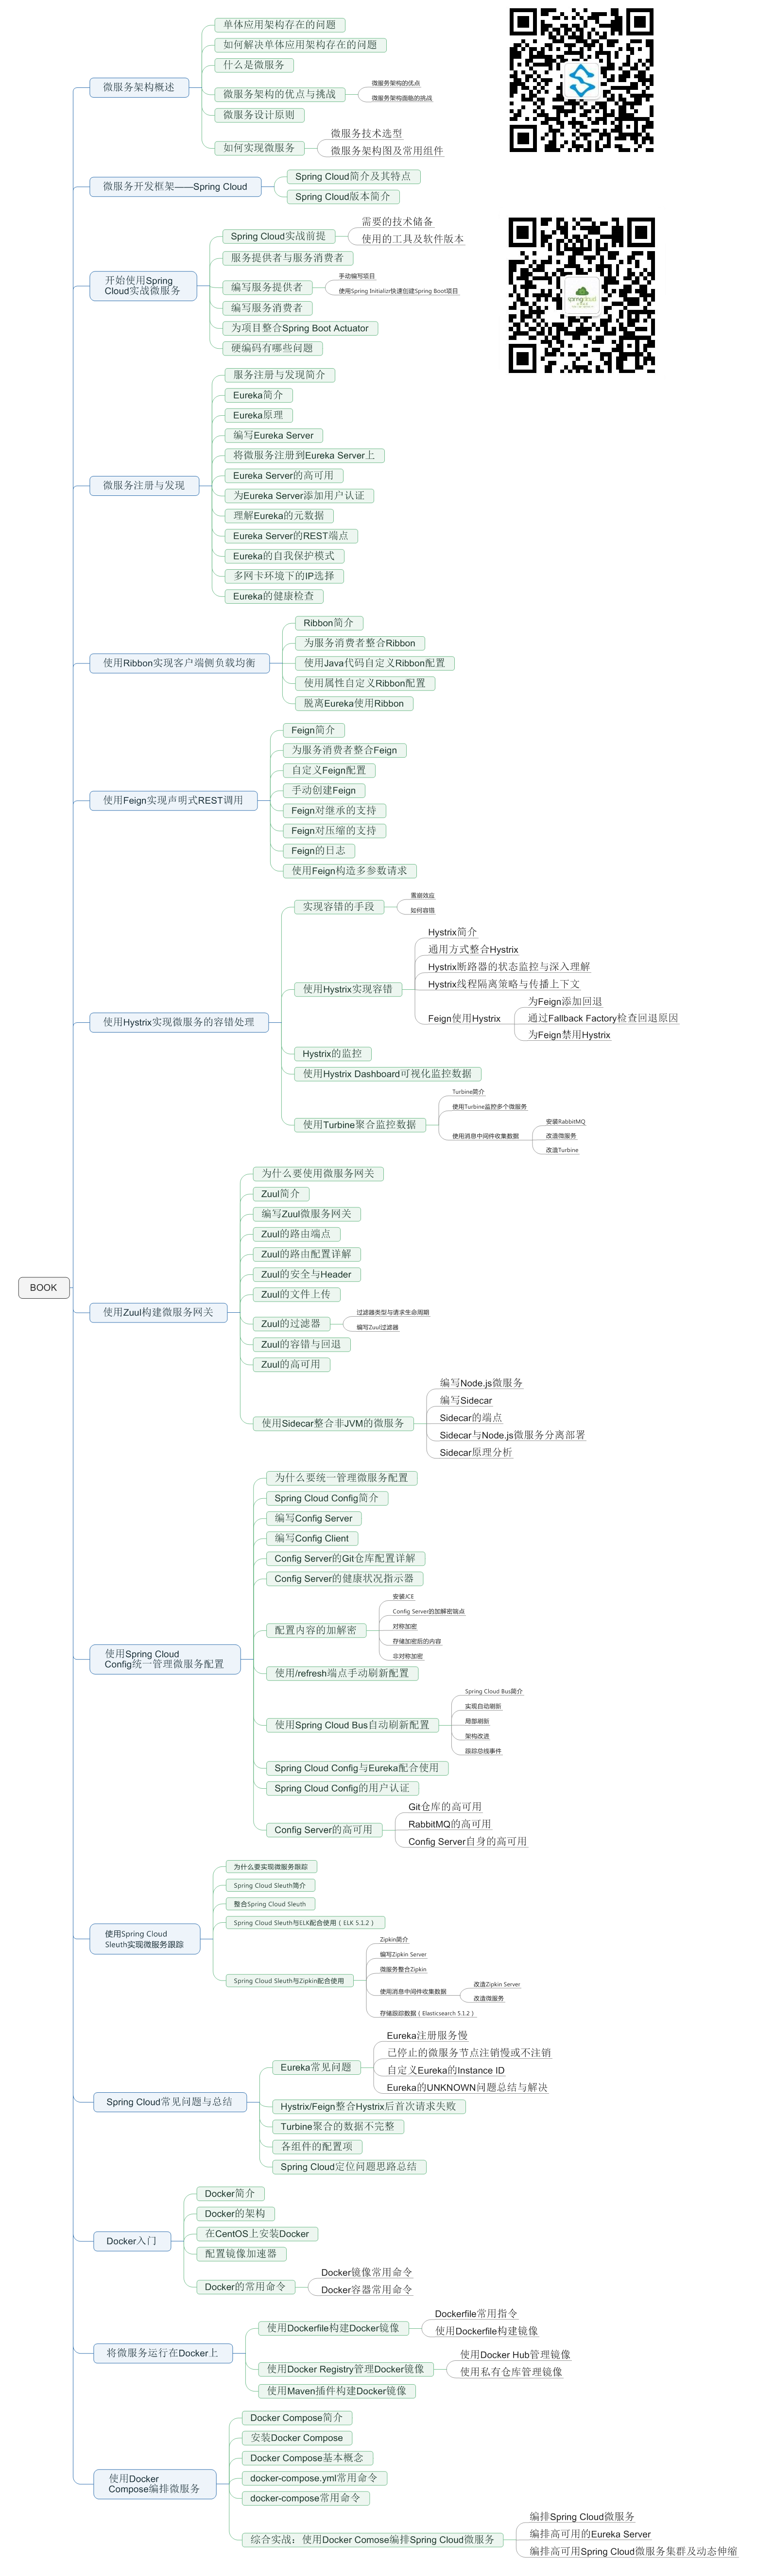 单体应用架构存在的问题
如何解决单体应用架构存在的问题
什么是微服务
微服务架构概述
微服务架构的优点与挑战
微服务架构的优点
微服务架构面临的挑战
微服务设计原则
如何实现微服务
微服务技术选型
微服务架构图及常用组件
微服务开发框架——Spring Cloud
Spring Cloud简介及其特点
Spring Cloud版本简介
开始使用Spring
Cloud实战微服务
Spring Cloud实战前提
需要的技术储备
使用的工具及软件版本
服务提供者与服务消费者
编写服务提供者
手动编写项目
使用Spring Initializr快速创建Spring Boot项目
编写服务消费者
为项目整合Spring Boot Actuator
硬编码有哪些问题
微服务注册与发现
服务注册与发现简介
Eureka简介
Eureka原理
编写Eureka Server
将微服务注册到Eureka Server上
Eureka Server的高可用
为Eureka Server添加用户认证
理解Eureka的元数据
Eureka Server的REST端点
Eureka的自我保护模式
多网卡环境下的IP选择
Eureka的健康检查
使用Ribbon实现客户端侧负载均衡
Ribbon简介
为服务消费者整合Ribbon
使用Java代码自定义Ribbon配置
使用属性自定义Ribbon配置
脱离Eureka使用Ribbon
使用Feign实现声明式REST调用
Feign简介
为服务消费者整合Feign
自定义Feign配置
手动创建Feign
Feign对继承的支持
Feign对压缩的支持
Feign的日志
使用Feign构造多参数请求
使用Hystrix实现微服务的容错处理
实现容错的手段
雪崩效应
如何容错
使用Hystrix实现容错
Hystrix简介
通用方式整合Hystrix
Hystrix断路器的状态监控与深入理解
Hystrix线程隔离策略与传播上下文
Feign使用Hystrix
为Feign添加回退
通过Fallback Factory检查回退原因
为Feign禁用Hystrix
Hystrix的监控
使用Hystrix Dashboard可视化监控数据
使用Turbine聚合监控数据
Turbine简介
使用Turbine监控多个微服务
使用消息中间件收集数据
安装RabbitMQ
改造微服务
改造Turbine
BOOK
使用Zuul构建微服务网关
为什么要使用微服务网关
Zuul简介
编写Zuul微服务网关
Zuul的路由端点
Zuul的路由配置详解
Zuul的安全与Header
Zuul的文件上传
Zuul的过滤器
过滤器类型与请求生命周期
编写Zuul过滤器
Zuul的容错与回退
Zuul的高可用
使用Sidecar整合非JVM的微服务
编写Node.js微服务
编写Sidecar
Sidecar的端点
Sidecar与Node.js微服务分离部署
Sidecar原理分析
使用Spring Cloud
Config统一管理微服务配置
为什么要统一管理微服务配置
Spring Cloud Config简介
编写Config Server
编写Config Client
Config Server的Git仓库配置详解
Config Server的健康状况指示器
配置内容的加解密
安装JCE
Config Server的加解密端点
对称加密
存储加密后的内容
非对称加密
使用/refresh端点手动刷新配置
使用Spring Cloud Bus自动刷新配置
Spring Cloud Bus简介
实现自动刷新
局部刷新
架构改进
跟踪总线事件
Spring Cloud Config与Eureka配合使用
Spring Cloud Config的用户认证
Config Server的高可用
Git仓库的高可用
RabbitMQ的高可用
Config Server自身的高可用
使用Spring Cloud
Sleuth实现微服务跟踪
为什么要实现微服务跟踪
Spring Cloud Sleuth简介
整合Spring Cloud Sleuth
Spring Cloud Sleuth与ELK配合使用（ELK 5.1.2）
Spring Cloud Sleuth与Zipkin配合使用
Zipkin简介
编写Zipkin Server
微服务整合Zipkin
使用消息中间件收集数据
改造Zipkin Server
改造微服务
存储跟踪数据（Elasticsearch 5.1.2）
Spring Cloud常见问题与总结
Eureka常见问题
Eureka注册服务慢
已停止的微服务节点注销慢或不注销
自定义Eureka的Instance ID
Eureka的UNKNOWN问题总结与解决
Hystrix/Feign整合Hystrix后首次请求失败
Turbine聚合的数据不完整
各组件的配置项
Spring Cloud定位问题思路总结
Docker入门
Docker简介
Docker的架构
在CentOS上安装Docker
配置镜像加速器
Docker的常用命令
Docker镜像常用命令
Docker容器常用命令
将微服务运行在Docker上
使用Dockerfile构建Docker镜像
Dockerfile常用指令
使用Dockerfile构建镜像
使用Docker Registry管理Docker镜像
使用Docker Hub管理镜像
使用私有仓库管理镜像
使用Maven插件构建Docker镜像
使用Docker
Compose编排微服务
Docker Compose简介
安装Docker Compose
Docker Compose基本概念
docker-compose.yml常用命令
docker-compose常用命令
综合实战：使用Docker Comose编排Spring Cloud微服务
编排Spring Cloud微服务
编排高可用的Eureka Server
编排高可用Spring Cloud微服务集群及动态伸缩